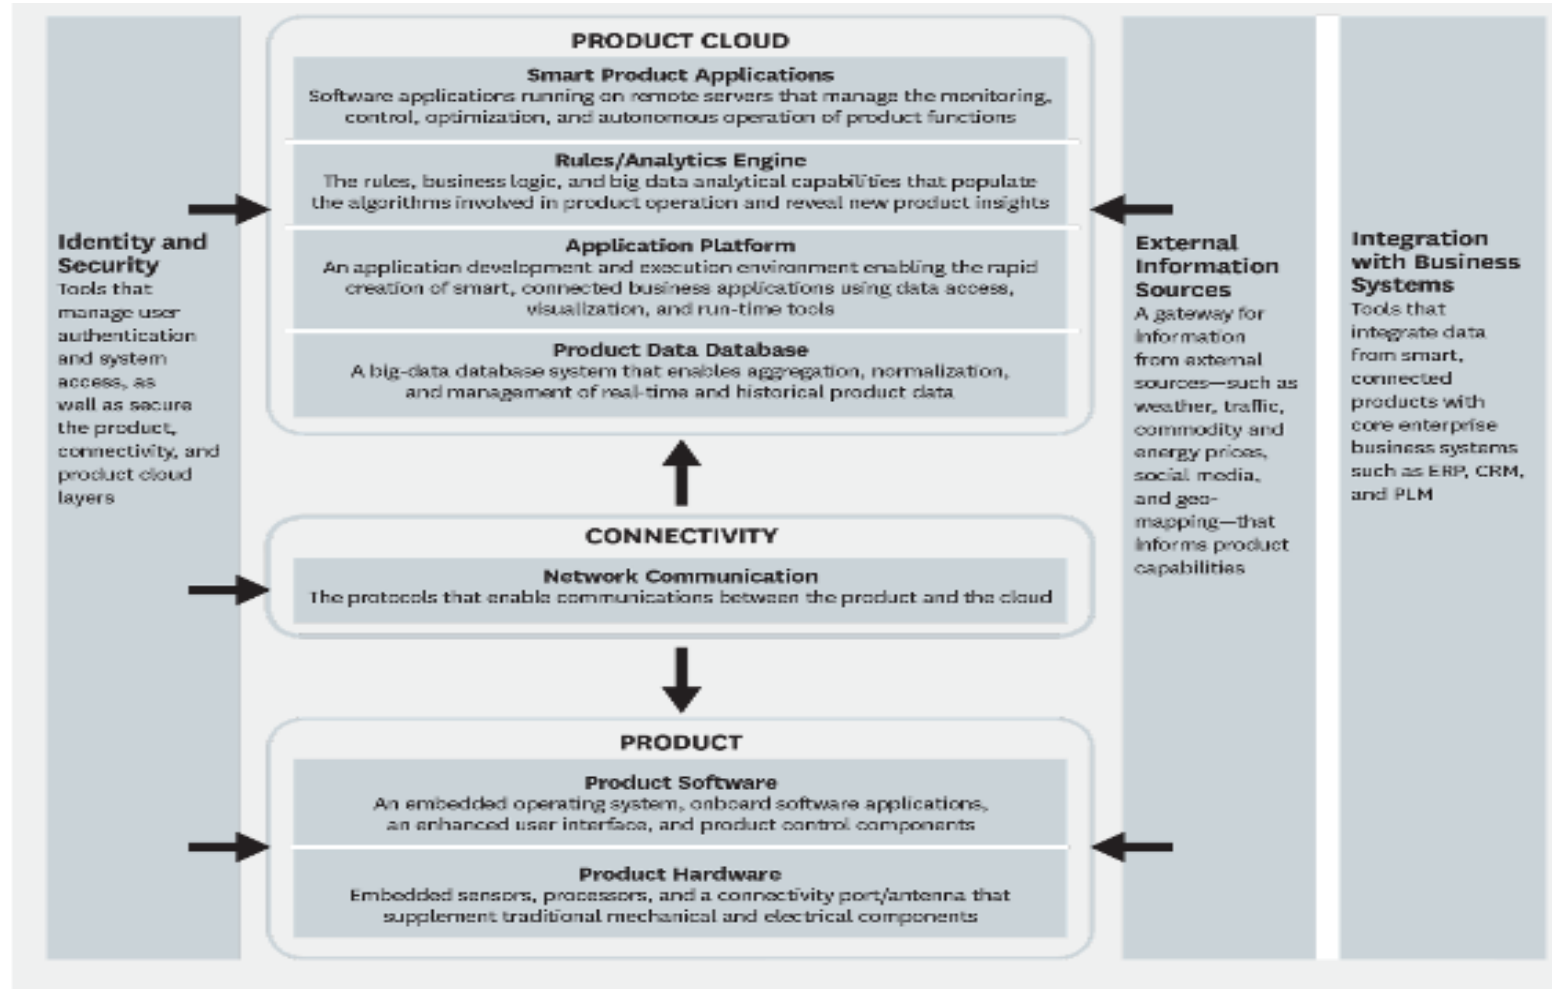 PRODUCT CLOUD
Smart Product Applications
Software applications running on remote servers that manage the monitoring,
control, optimization, and autonomous operation of product functions
Rules/Analytics Engine
The rules, business logic, and big data analytical capabilities that populate
the algorithms involved in product operation and reveal new product insights
Application Platform
An application development and execution environment enabling the rapid
creation of smart, connected business applications using data access,
visualization, and run-time tools
Product Data Database
A big-data database system that enables aggregation, normalization,
and management of real-time and historical product data
CONNECTIVITY
Network Communication
The protocols that enable communications between the product and the cloud
PRODUCT
Product Software
An embedded operating system, onboard software applications,
an enhanced user interface, and product control components
Product Hardware
Embedded sensors, processors, and a connectivity port/antenna that
supplement traditional mechanical and electrical components
Identity and
Security
Tools that
manage user
authentication
and system
access, as
well as secure
the product,
connectivity, and
product cloud
layers
External
Information
Sources
A gateway for
information
from external
sources—such as
weather, traffic,
commodity and
energy prices,
social media,
and geo-
mapping—that
informs product
capabilities
Integration
with Business
Systems
Tools that
integrate data
from smart,
connected
products with
core enterprise
business systems
such as ERP, CRM,
and PLM